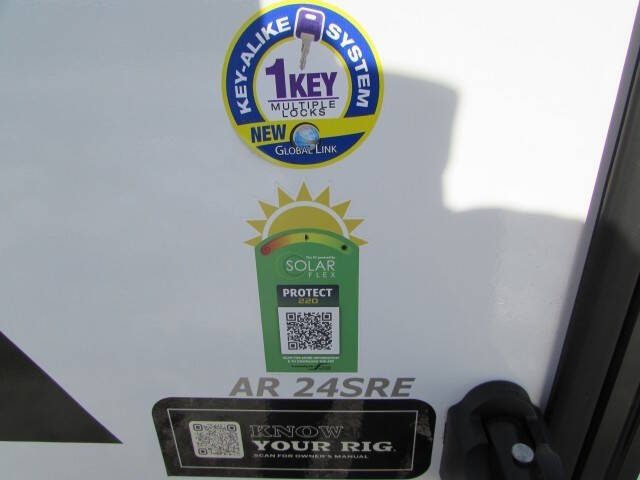 KEY-ALIKE SYSTEM
1KEY
MULTIPLE
LOCKS
NEW
GLOBAL LINK
SOLAR
FLEX
PROTECT
220
AR 24SRE
KNOW
YOUR RIG
SCAN FOR OWNER'S MANUAL